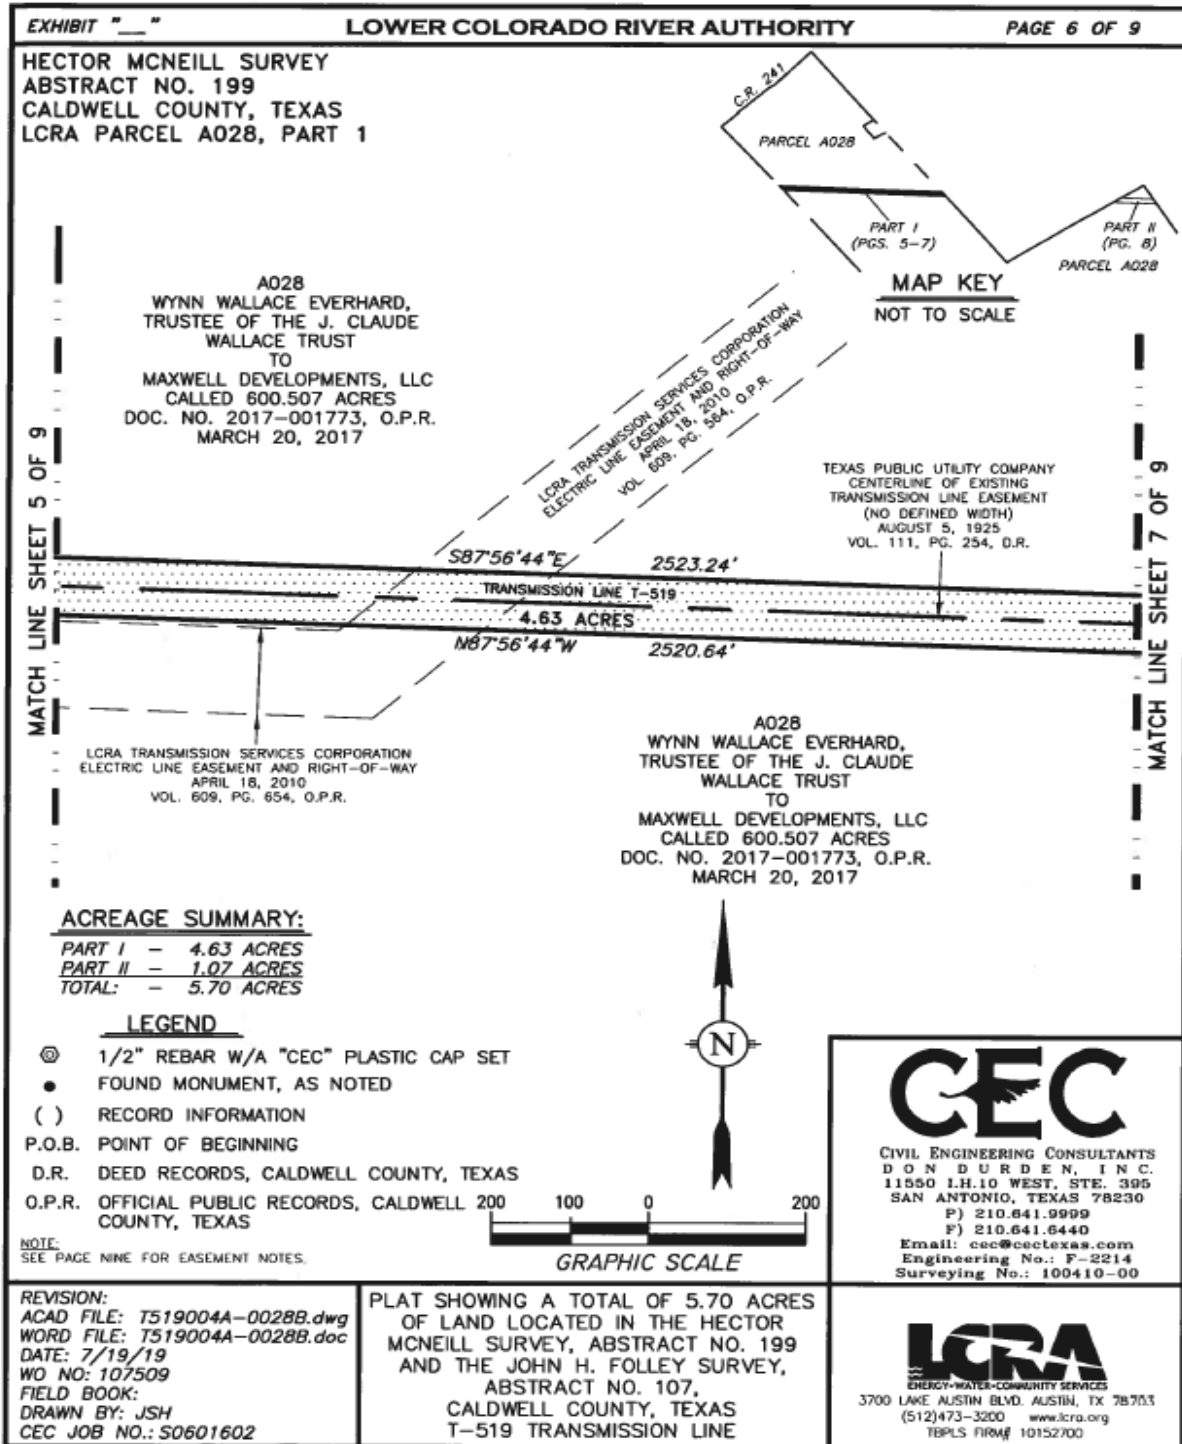 EXHIBIT "__"
LOWER COLORADO RIVER AUTHORITY
PAGE 6 OF 9
HECTOR MCNEILL SURVEY
ABSTRACT NO. 199
CALDWELL COUNTY, TEXAS
LCRA PARCEL A028, PART 1
C.R. 241
PARCEL A028
PART I
(PGS. 5-7)
PART II
(PG. 8)
PARCEL A028
MAP KEY
NOT TO SCALE
A028
WYNN WALLACE EVERHARD,
TRUSTEE OF THE J. CLAUDE
WALLACE TRUST
TO
MAXWELL DEVELOPMENTS, LLC
CALLED 600.507 ACRES
DOC. NO. 2017-001773, O.P.R.
MARCH 20, 2017
LCRA TRANSMISSION SERVICES CORPORATION
ELECTRIC LINE EASEMENT AND RIGHT-OF-WAY
APRIL 18, 2010
VOL. 609, PG. 564, O.P.R.
TEXAS PUBLIC UTILITY COMPANY
CENTERLINE OF EXISTING
TRANSMISSION LINE EASEMENT
(NO DEFINED WIDTH)
AUGUST 5, 1925
VOL. 111, PG. 254, D.R.
MATCH LINE SHEET 5 OF 9
MATCH LINE SHEET 7 OF 9
S87°56'44"E 2523.24'
TRANSMISSION LINE T-519
4.63 ACRES
N87°56'44"W 2520.64'
LCRA TRANSMISSION SERVICES CORPORATION
ELECTRIC LINE EASEMENT AND RIGHT-OF-WAY
APRIL 18, 2010
VOL. 609, PG. 654, O.P.R.
A028
WYNN WALLACE EVERHARD,
TRUSTEE OF THE J. CLAUDE
WALLACE TRUST
TO
MAXWELL DEVELOPMENTS, LLC
CALLED 600.507 ACRES
DOC. NO. 2017-001773, O.P.R.
MARCH 20, 2017
ACREAGE SUMMARY:
PART I - 4.63 ACRES
PART II - 1.07 ACRES
TOTAL: - 5.70 ACRES
LEGEND
1/2" REBAR W/A "CEC" PLASTIC CAP SET
FOUND MONUMENT, AS NOTED
( ) RECORD INFORMATION
P.O.B. POINT OF BEGINNING
D.R. DEED RECORDS, CALDWELL COUNTY, TEXAS
O.P.R. OFFICIAL PUBLIC RECORDS, CALDWELL
COUNTY, TEXAS
NOTE:
SEE PAGE NINE FOR EASEMENT NOTES.
N
200 100 0 200
GRAPHIC SCALE
CEC
CIVIL ENGINEERING CONSULTANTS
DON DURDEN, INC.
11550 I.H.10 WEST, STE. 395
SAN ANTONIO, TEXAS 78230
P) 210.641.9999
F) 210.641.6440
Email: cec@cectexas.com
Engineering No.: F-2214
Surveying No.: 100410-00
REVISION:
ACAD FILE: T519004A-0028B.dwg
WORD FILE: T519004A-0028B.doc
DATE: 7/19/19
WO NO: 107509
FIELD BOOK:
DRAWN BY: JSH
CEC JOB NO.: S0601602
PLAT SHOWING A TOTAL OF 5.70 ACRES
OF LAND LOCATED IN THE HECTOR
MCNEILL SURVEY, ABSTRACT NO. 199
AND THE JOHN H. FOLLEY SURVEY,
ABSTRACT NO. 107,
CALDWELL COUNTY, TEXAS
T-519 TRANSMISSION LINE
LCRA
ENERGY•WATER•COMMUNITY SERVICES
3700 LAKE AUSTIN BLVD. AUSTIN, TX 78703
(512)473-3200 www.lcra.org
TBPLS FIRM# 10152700